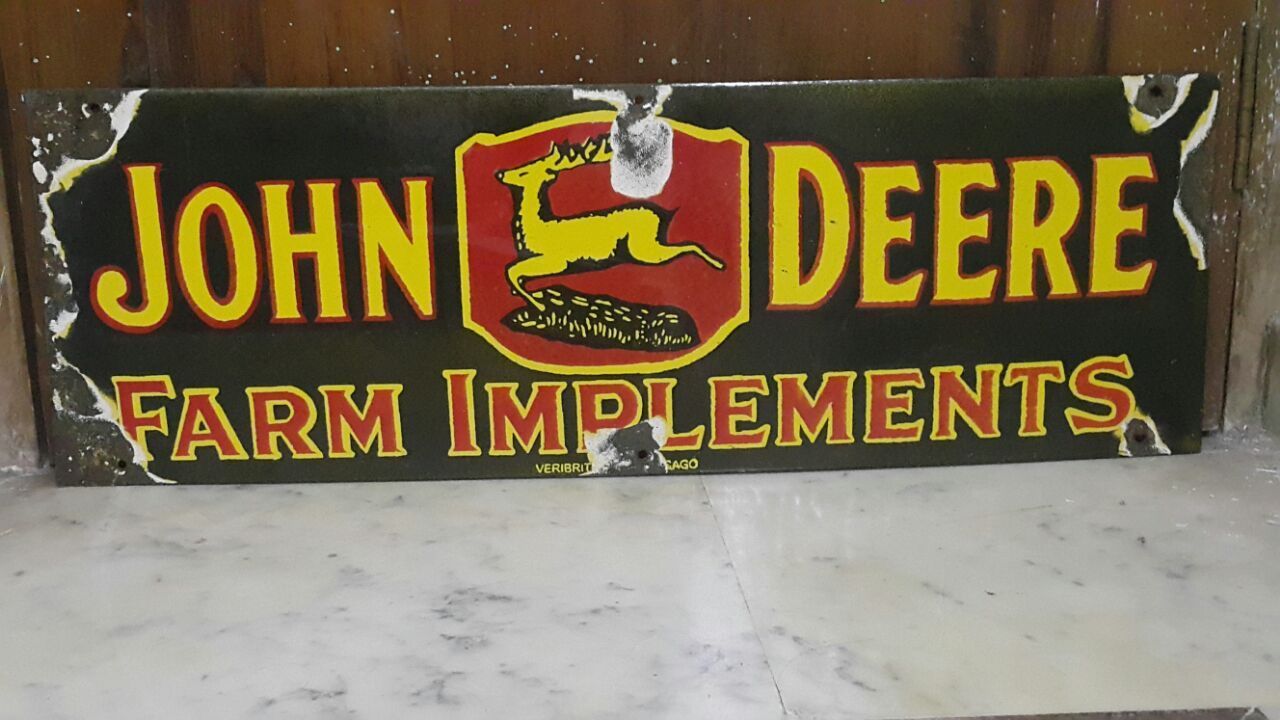 JOHN DEERE
FARM IMPLEMENTS